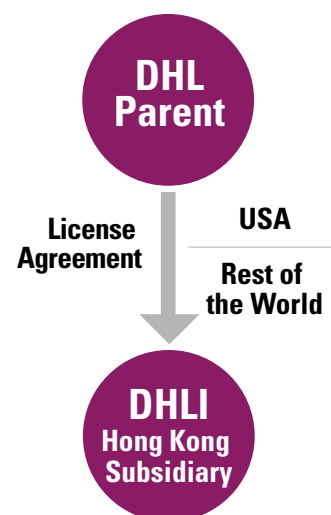 DHL
Parent
License
Agreement
USA
Rest of
the World
DHLI
Hong Kong
Subsidiary